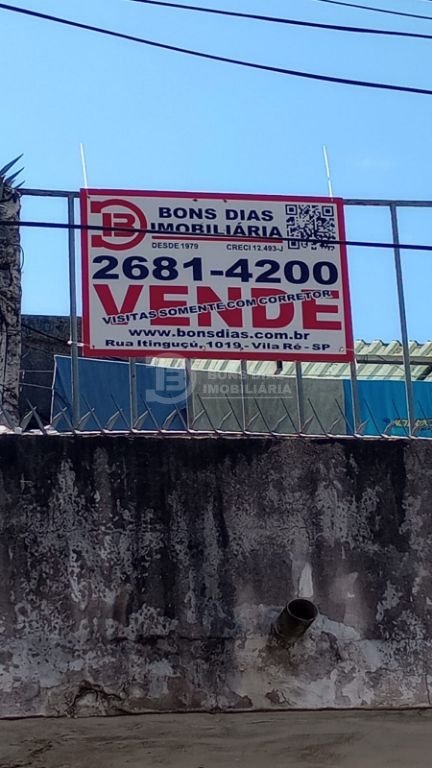 BONS DIAS
IMOBILIÁRIA
DESDE 1979 CRECI 12.493-J
2681-4200
VENDE
VISITAS SOMENTE COM CORRETOR
www.bonsdias.com.br
Rua Itinguçù, 1019,- Vila Ré - SP
BONS DIAS
IMOBILIÁRIA